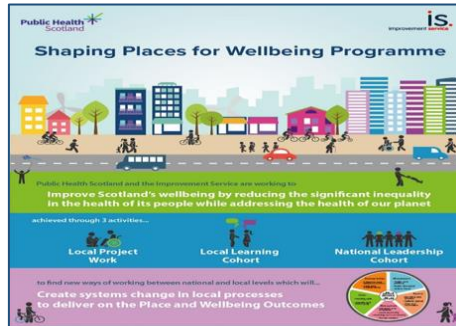 Public Health
Scotland
is.
improvement service
Shaping Places for Wellbeing Programme
Public Health Scotland and the Improvement Service are working to
Improve Scotland's wellbeing by reducing the significant inequality
in the health of its people while addressing the health of our planet
achieved through 3 activities...
Local Project
Work
Local Learning
Cohort
National Leadership
Cohort
to find new ways of working between national and local levels which will...
Create systems change in local processes
to deliver on the Place and Wellbeing Outcomes